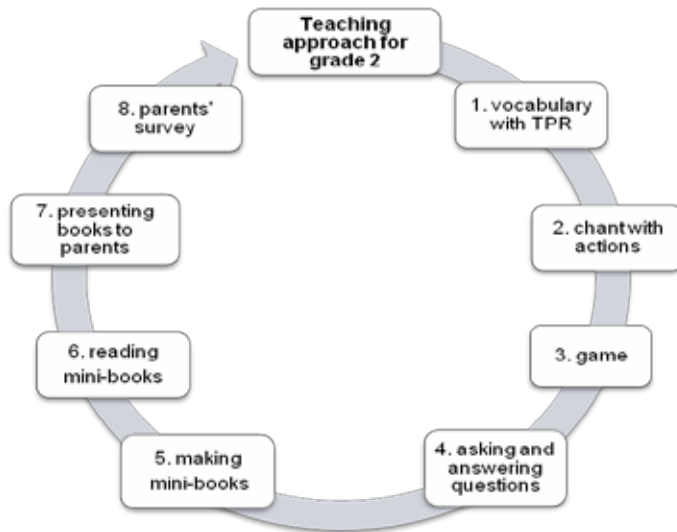 Teaching
approach for
grade 2
1. vocabulary
with TPR
2. chant with
actions
3. game
4. asking and
answering
questions
5. making
mini-books
6. reading
mini-books
7. presenting
books to
parents
8. parents'
survey